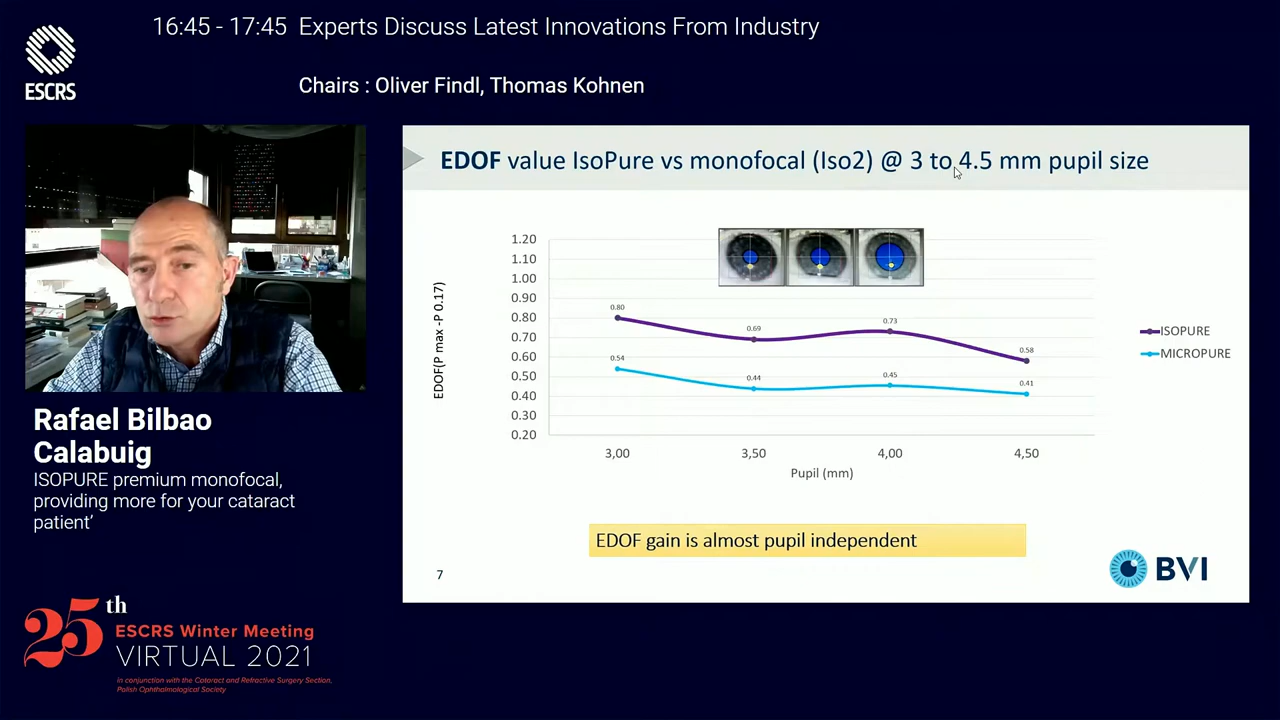 16:45 - 17:45 Experts Discuss Latest Innovations From Industry
Chairs : Oliver Findl, Thomas Kohnen
ESCRS
EDOF value IsoPure vs monofocal (Iso2) @ 3 to 4.5 mm pupil size
EDOF(P max -P 0.17)
1.20
1.10
1.00
0.90
0.80
0.70
0.60
0.50
0.40
0.30
0.20
0.80
0.69
0.73
0.58
0.54
0.44
0.45
0.41
3,00
3,50
4,00
4,50
Pupil (mm)
ISOPURE
MICROPURE
EDOF gain is almost pupil independent
7
BVI
Rafael Bilbao
Calabuig
ISOPURE premium monofocal,
providing more for your cataract
patient’
25th
ESCRS Winter Meeting
VIRTUAL 2021
in conjunction with the Cataract and Refractive Surgery Section,
Polish Ophthalmological Society